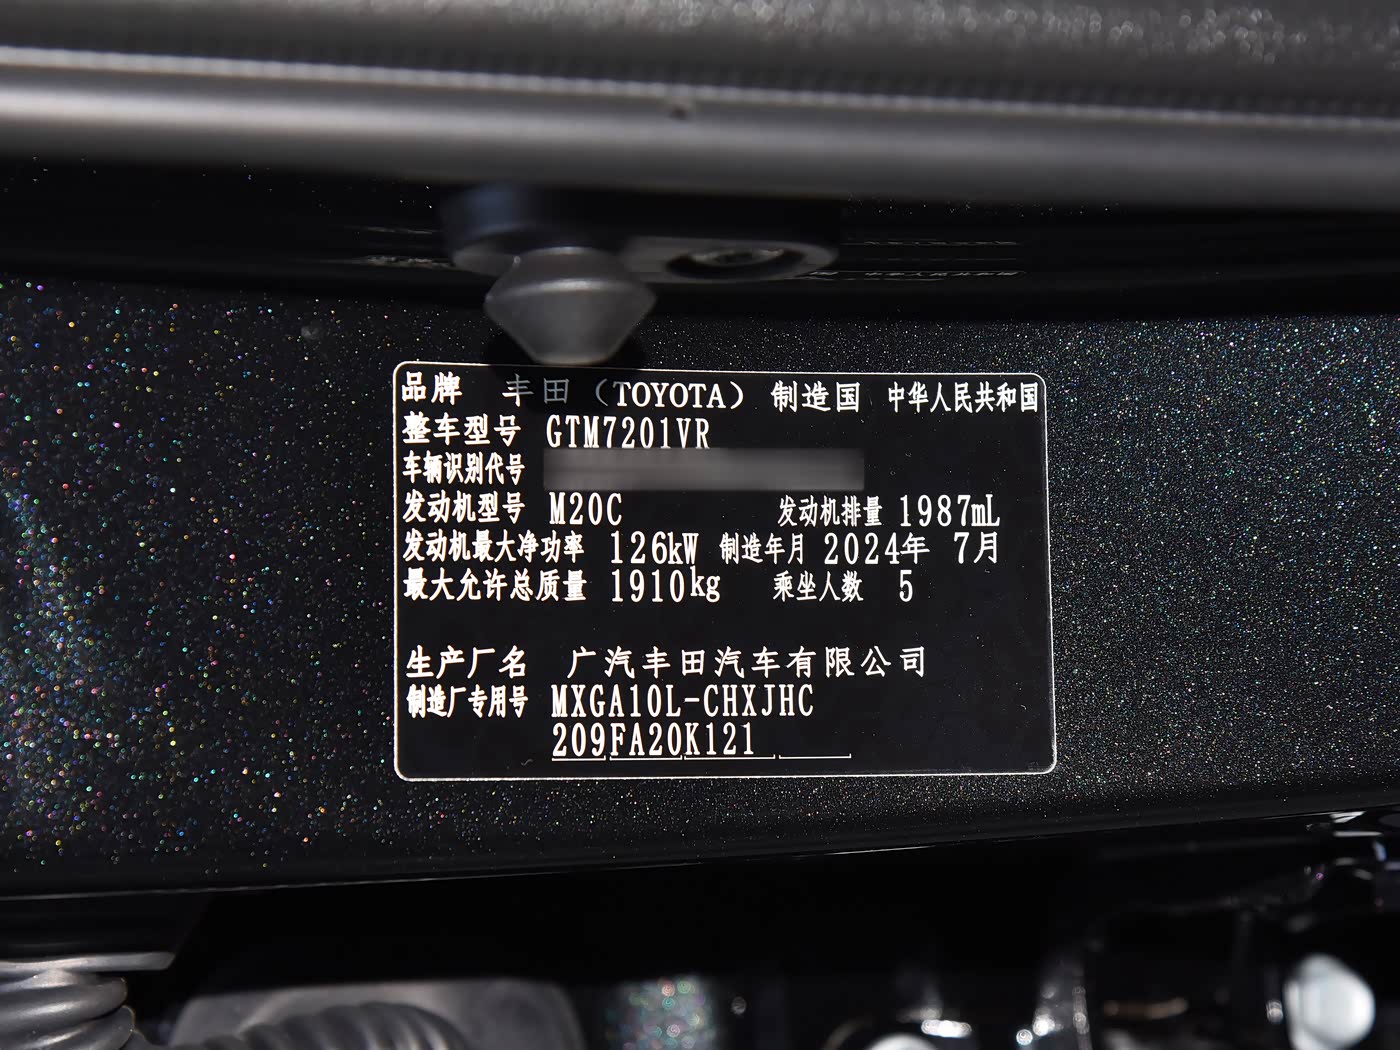 品牌 丰田（TOYOTA） 制造国 中华人民共和国
整车型号 GTM7201VR
车辆识别代号
发动机型号 M20C 发动机排量 1987mL
发动机最大净功率 126kW 制造年月 2024年 7月
最大允许总质量 1910kg 乘坐人数 5
生产厂名 广汽丰田汽车有限公司
制造厂专用号 MXGA10L-CHXJHC
209FA20K121